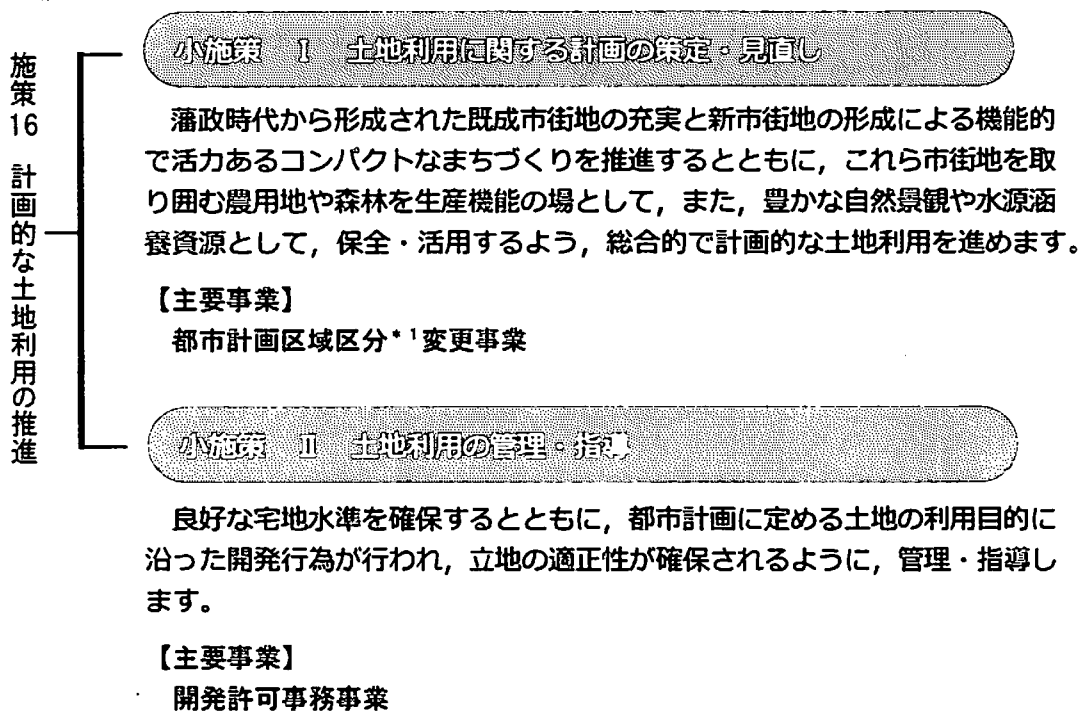 施策16 計画的な土地利用の推進
小施策 Ⅰ 土地利用に関する計画の策定・見直し
藩政時代から形成された既成市街地の充実と新市街地の形成による機能的
で活力あるコンパクトなまちづくりを推進するとともに，これら市街地を取
り囲む農用地や森林を生産機能の場として，また，豊かな自然景観や水源涵
養資源として，保全・活用するよう，総合的で計画的な土地利用を進めます。
【主要事業】
都市計画区域区分*1変更事業
小施策 Ⅱ 土地利用の管理・指導
良好な宅地水準を確保するとともに，都市計画に定める土地の利用目的に
沿った開発行為が行われ，立地の適正性が確保されるように，管理・指導し
ます。
【主要事業】
開発許可事務事業